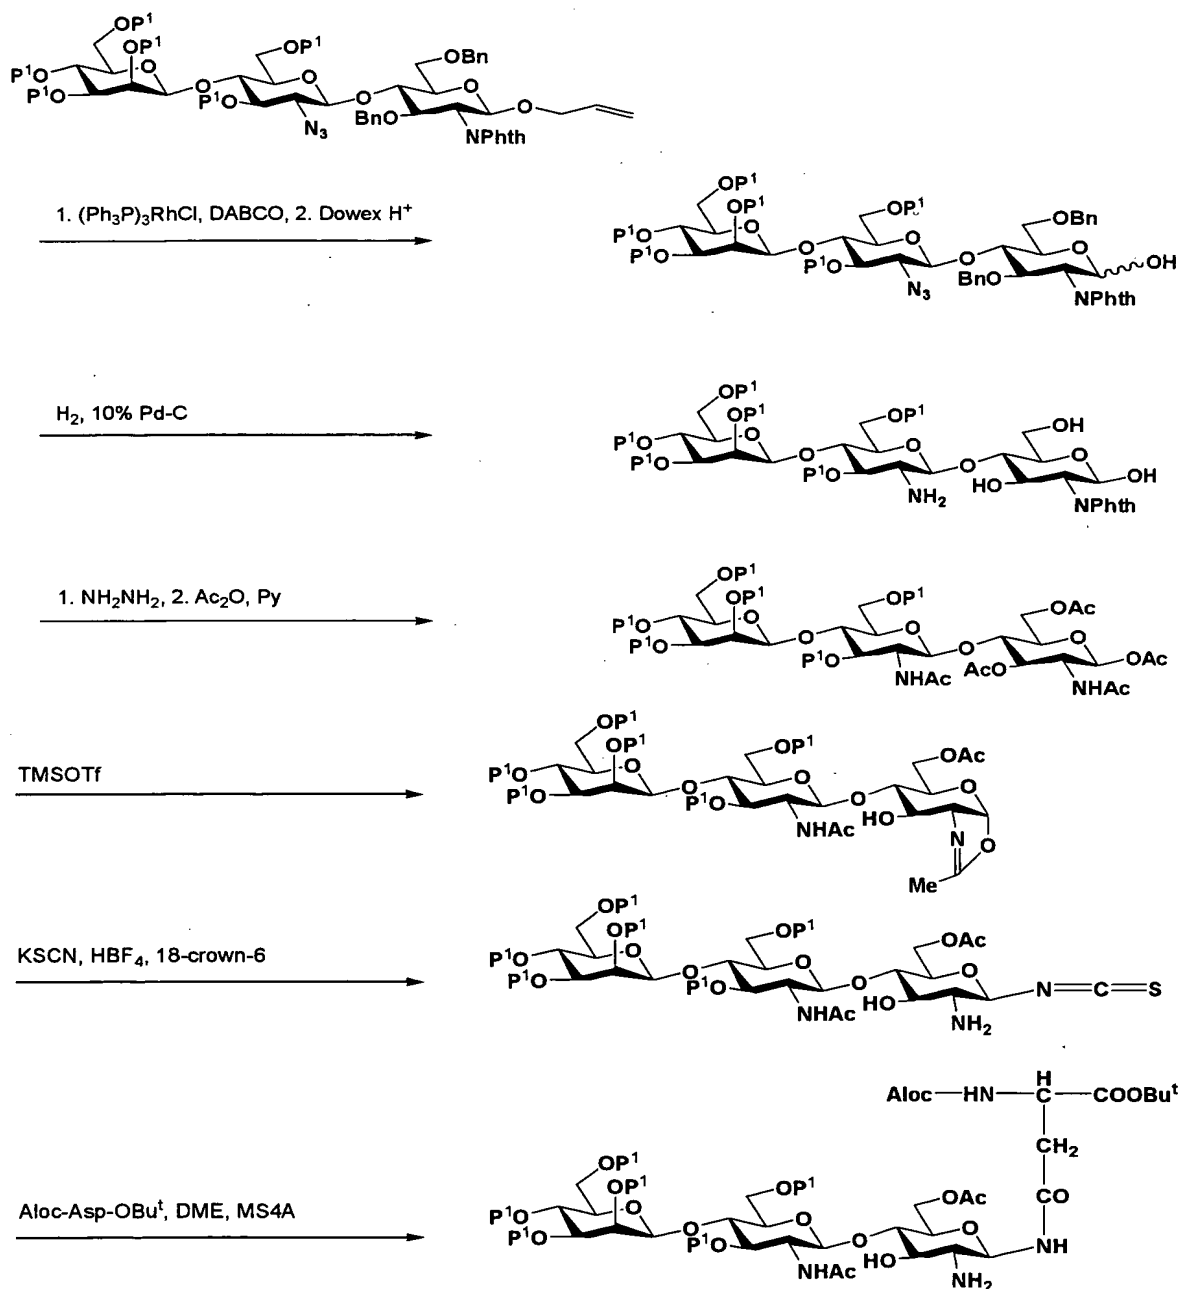 OP¹
OP¹
P¹O
P¹O
O
O
OP¹
O
P¹O
N₃
O
OBn
O
BnO
NPhth
O
1. (Ph₃P)₃RhCl, DABCO, 2. Dowex H⁺
OP¹
OP¹
P¹O
P¹O
O
O
OP¹
O
P¹O
N₃
O
OBn
O
BnO
NPhth
OH
H₂, 10% Pd-C
OP¹
OP¹
P¹O
P¹O
O
O
OP¹
O
P¹O
NH₂
O
OH
O
HO
NPhth
OH
1. NH₂NH₂, 2. Ac₂O, Py
OP¹
OP¹
P¹O
P¹O
O
O
OP¹
O
P¹O
NHAc
O
OAc
O
AcO
NHAc
OAc
TMSOTf
OP¹
OP¹
P¹O
P¹O
O
O
OP¹
O
P¹O
NHAc
O
OAc
O
HO
N
O
Me
KSCN, HBF₄, 18-crown-6
OP¹
OP¹
P¹O
P¹O
O
O
OP¹
O
P¹O
NHAc
O
OAc
O
HO
NH₂
N C S
Aloc HN C H COOBuᵗ
CH₂
CO
NH
Aloc-Asp-OBuᵗ, DME, MS4A
OP¹
OP¹
P¹O
P¹O
O
O
OP¹
O
P¹O
NHAc
O
OAc
O
HO
NH₂